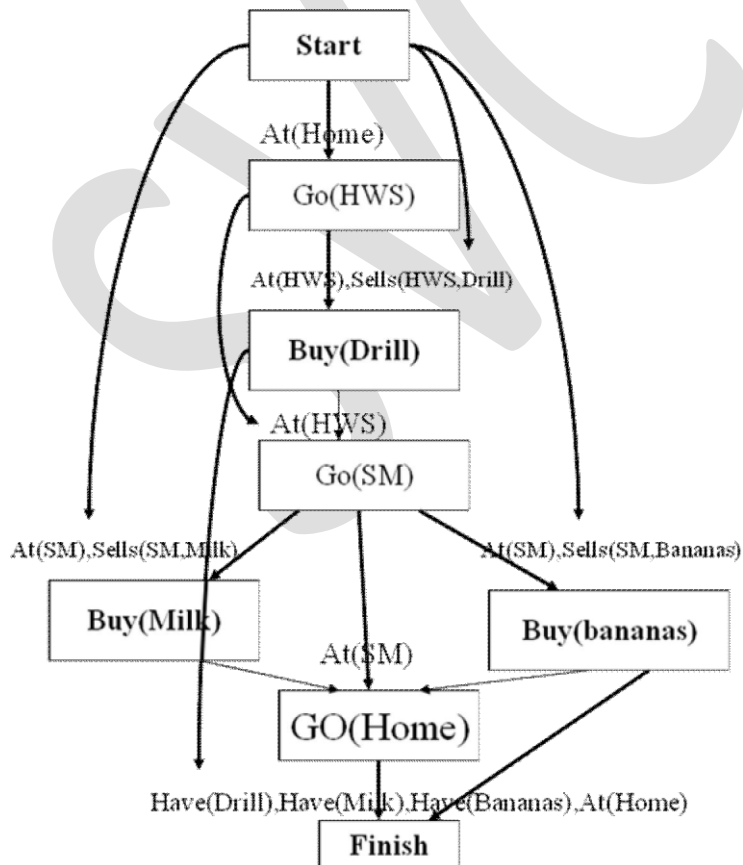 Start
At(Home)
Go(HWS)
At(HWS),Sells(HWS,Drill)
Buy(Drill)
At(HWS)
Go(SM)
At(SM),Sells(SM,Milk)
At(SM),Sells(SM,Bananas)
Buy(Milk)
Buy(bananas)
At(SM)
GO(Home)
Have(Drill),Have(Milk),Have(Bananas),At(Home)
Finish